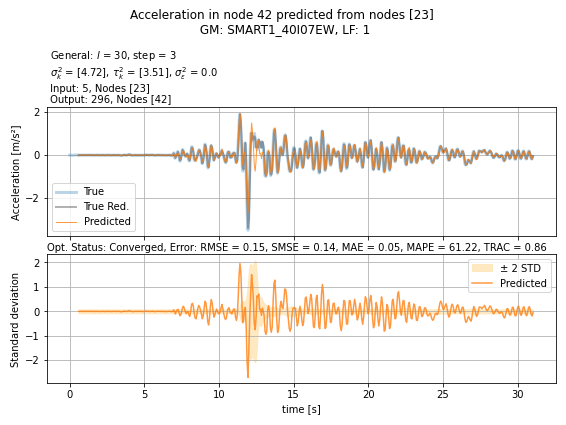 Acceleration in node 42 predicted from nodes [23]
GM: SMART1_40I07EW, LF: 1
General: l = 30, step = 3
σ²ₖ = [4.72], τ²ₖ = [3.51], σ²_ε = 0.0
Input: 5, Nodes [23]
Output: 296, Nodes [42]
Acceleration [m/s²]
2
0
−2
True
True Red.
Predicted
Opt. Status: Converged, Error: RMSE = 0.15, SMSE = 0.14, MAE = 0.05, MAPE = 61.22, TRAC = 0.86
Standard deviation
2
1
0
−1
−2
± 2 STD
Predicted
0 5 10 15 20 25 30
time [s]